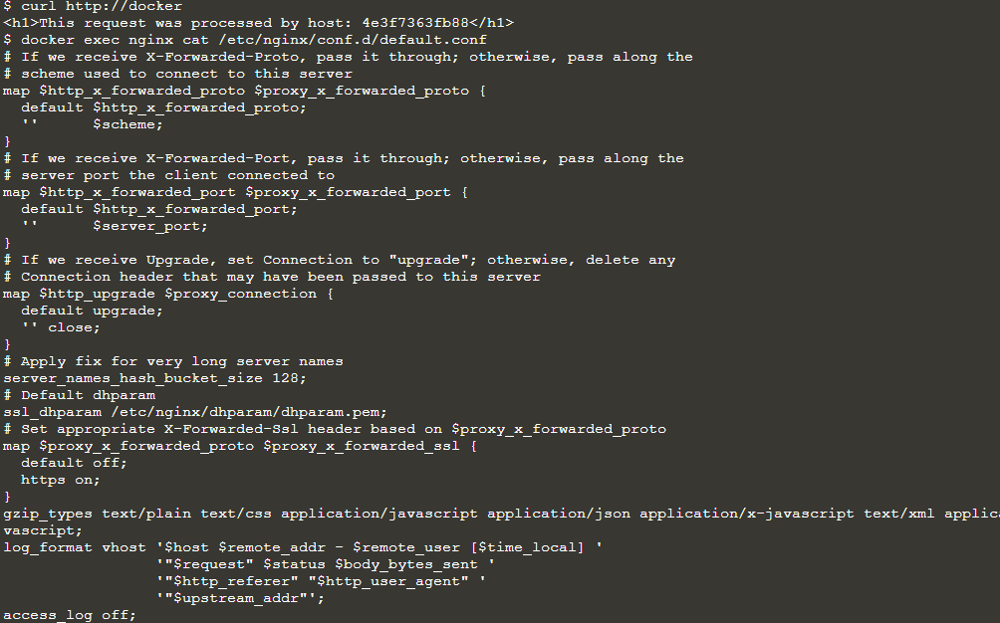 $ curl http://docker
<h1>This request was processed by host: 4e3f7363fb88</h1>
$ docker exec nginx cat /etc/nginx/conf.d/default.conf
# If we receive X-Forwarded-Proto, pass it through; otherwise, pass along the
# scheme used to connect to this server
map $http_x_forwarded_proto $proxy_x_forwarded_proto {
  default $http_x_forwarded_proto;
  ''      $scheme;
}
# If we receive X-Forwarded-Port, pass it through; otherwise, pass along the
# server port the client connected to
map $http_x_forwarded_port $proxy_x_forwarded_port {
  default $http_x_forwarded_port;
  ''      $server_port;
}
# If we receive Upgrade, set Connection to "upgrade"; otherwise, delete any
# Connection header that may have been passed to this server
map $http_upgrade $proxy_connection {
  default upgrade;
  '' close;
}
# Apply fix for very long server names
server_names_hash_bucket_size 128;
# Default dhparam
ssl_dhparam /etc/nginx/dhparam/dhparam.pem;
# Set appropriate X-Forwarded-Ssl header based on $proxy_x_forwarded_proto
map $proxy_x_forwarded_proto $proxy_x_forwarded_ssl {
  default off;
  https on;
}
gzip_types text/plain text/css application/javascript application/json application/x-javascript text/xml applic
vascript;
log_format vhost '$host $remote_addr - $remote_user [$time_local] '
                 '"$request" $status $body_bytes_sent '
                 '"$http_referer" "$http_user_agent" '
                 '"$upstream_addr"';
access_log off;